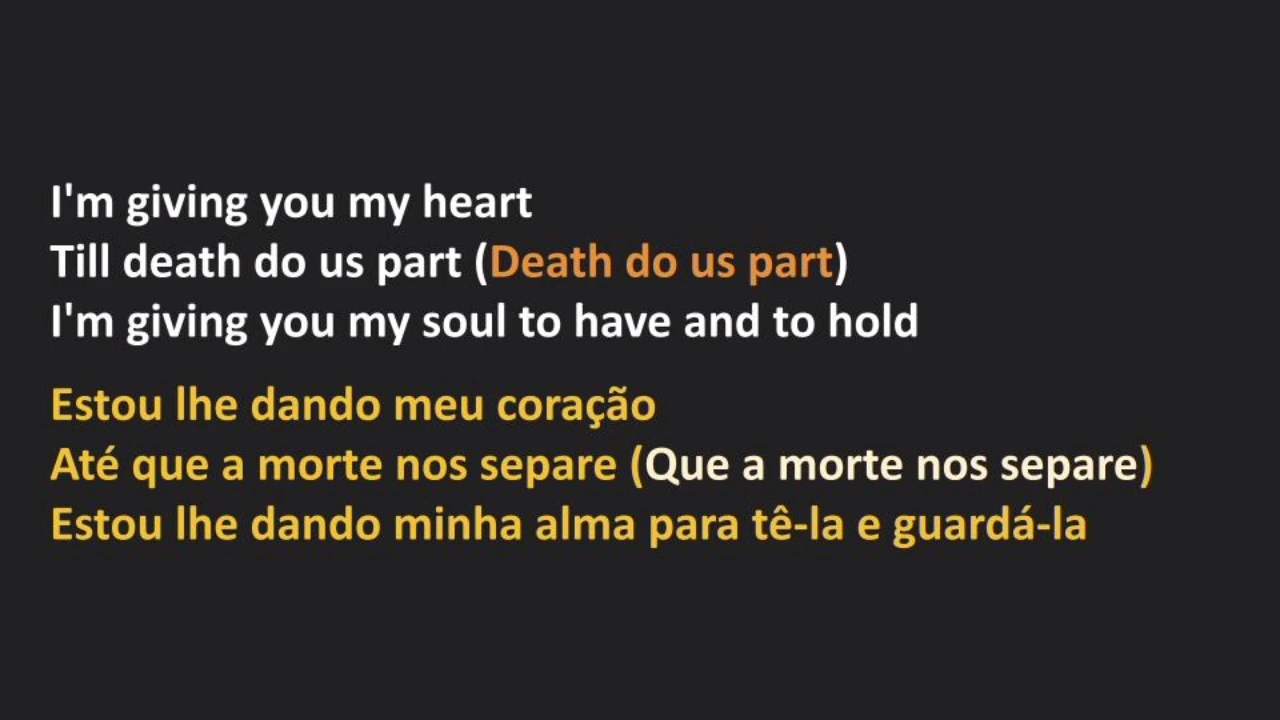 I'm giving you my heart
Till death do us part (Death do us part)
I'm giving you my soul to have and to hold
Estou lhe dando meu coração
Até que a morte nos separe (Que a morte nos separe)
Estou lhe dando minha alma para tê-la e guardá-la